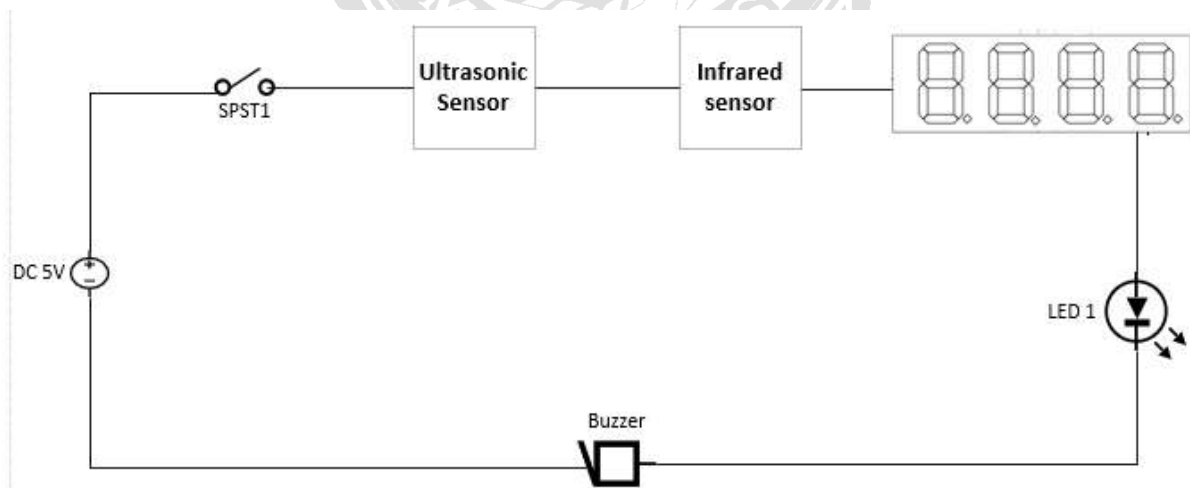 Ultrasonic
Sensor
Infrared
sensor
SPST1
DC 5V
LED 1
Buzzer